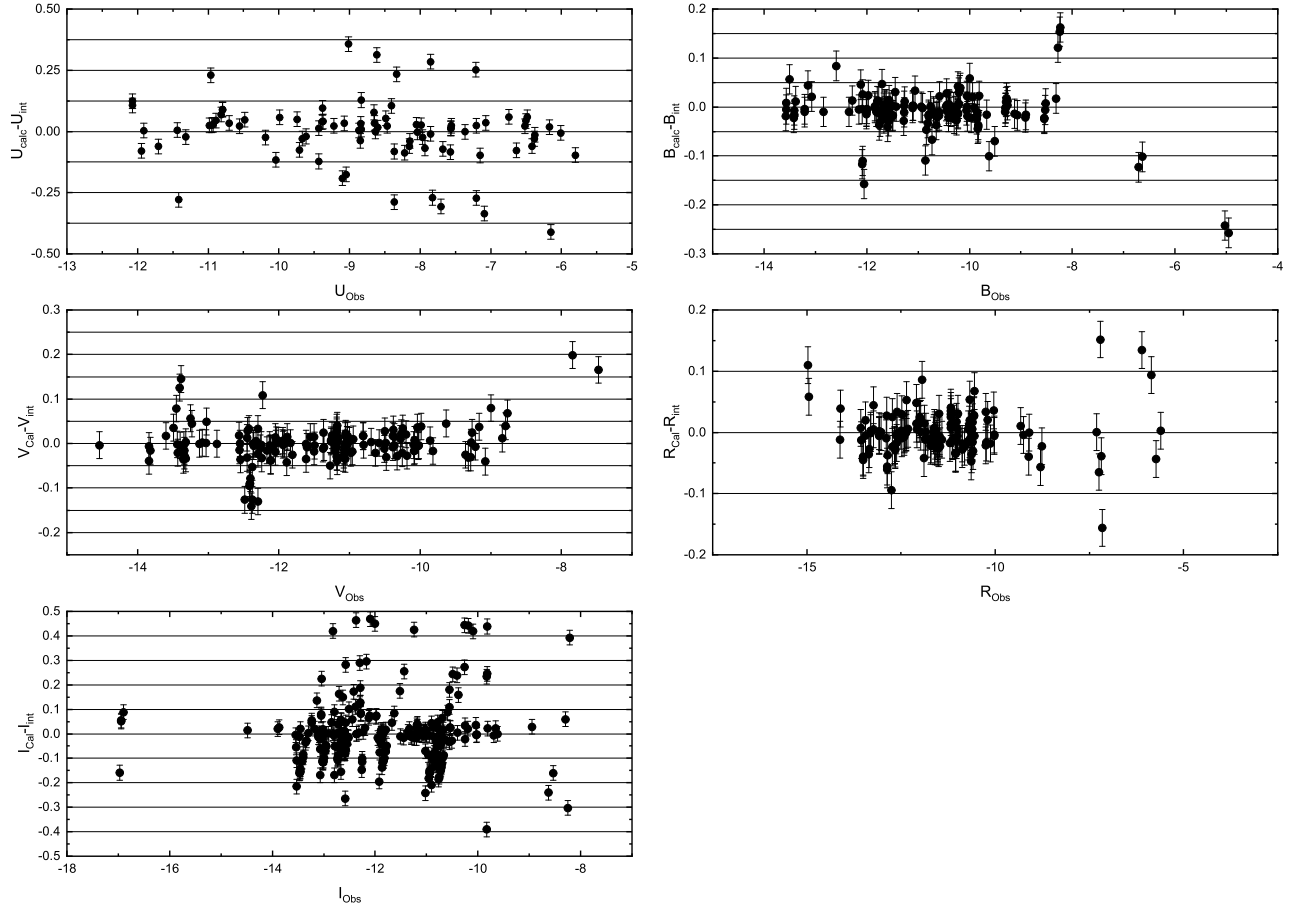 0.50
0.25
0.00
-0.25
-0.50
U_calc-U_int
-13 -12 -11 -10 -9 -8 -7 -6 -5
U_Obs
0.2
0.1
0.0
-0.1
-0.2
-0.3
B_calc-B_int
-14 -12 -10 -8 -6 -4
B_Obs
0.3
0.2
0.1
0.0
-0.1
-0.2
V_Cal-V_int
-14 -12 -10 -8
V_Obs
0.2
0.1
0.0
-0.1
-0.2
R_Cal-R_int
-15 -10 -5
R_Obs
0.5
0.4
0.3
0.2
0.1
0.0
-0.1
-0.2
-0.3
-0.4
-0.5
I_Cal-I_int
-18 -16 -14 -12 -10 -8
I_Obs